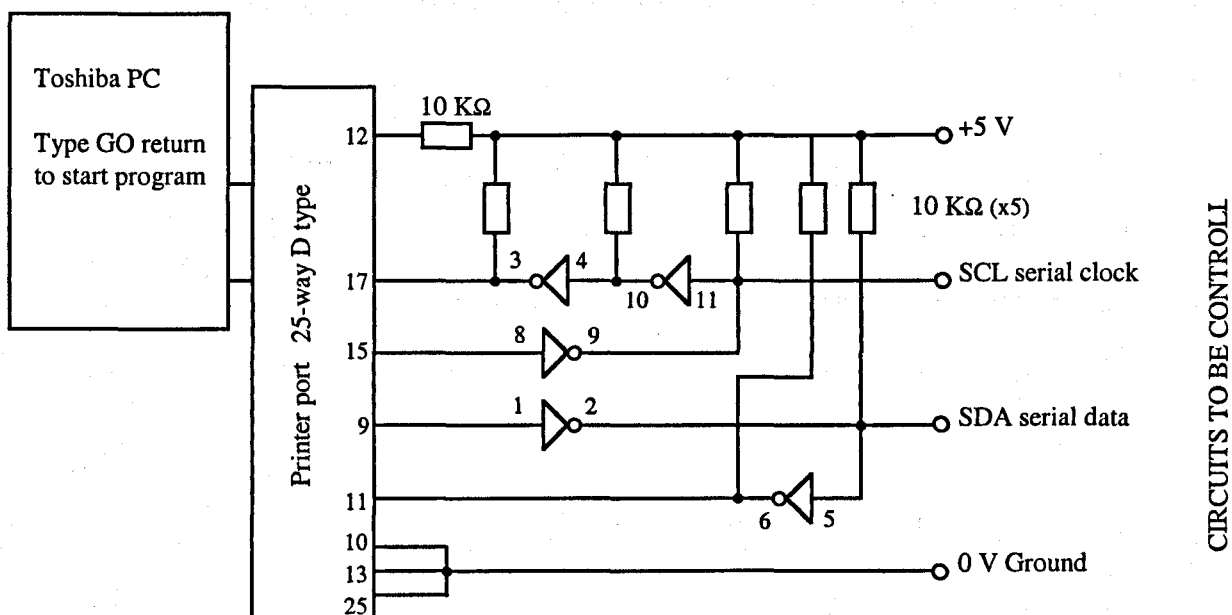 Toshiba PC
Type GO return
to start program
Printer port 25-way D type
12
10 KΩ
+5 V
10 KΩ (x5)
17
3
4
10
11
SCL serial clock
15
8
9
9
1
2
SDA serial data
11
6
5
10
13
25
0 V Ground
CIRCUITS TO BE CONTROLL